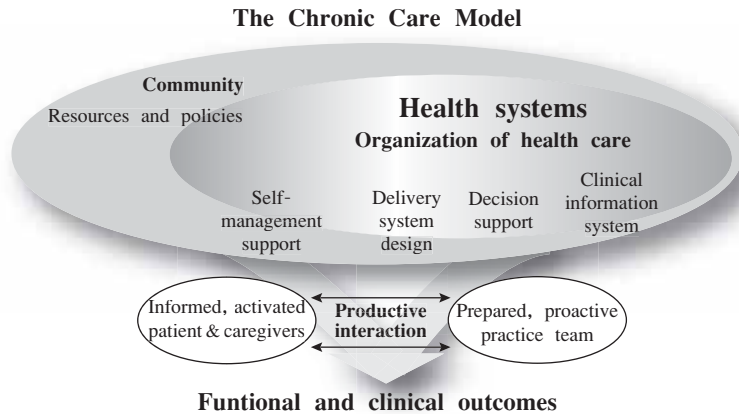 The Chronic Care Model
Community
Resources and policies
Health systems
Organization of health care
Self-
management
support
Delivery
system
design
Decision
support
Clinical
information
system
Informed, activated
patient & caregivers
Productive
interaction
Prepared, proactive
practice team
Funtional and clinical outcomes